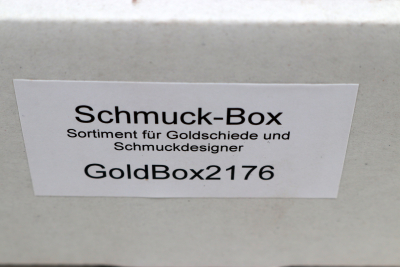 Schmuck-Box
Sortiment für Goldschiede und
Schmuckdesigner
GoldBox2176